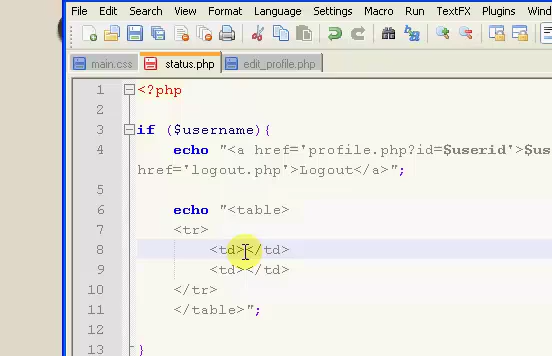 File Edit Search View Encoding Language Settings Macro Run TextFX Plugins
main.css status.php edit_profile.php
1 <?php
2
3 if ($username){
4 echo "<a href='profile.php?id=$userid'>
href='logout.php'>Logout</a>";
5
6 echo "<table>
7 <tr>
8 <td></td>
9 <td></td>
10 </tr>
11 </table>";
12
13 }